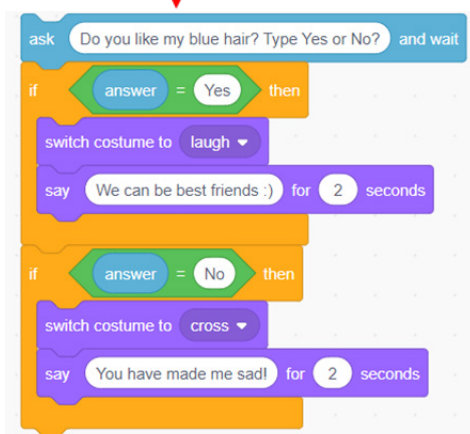 ask Do you like my blue hair? Type Yes or No? and wait
if answer = Yes then
switch costume to laugh
say We can be best friends :) for 2 seconds
if answer = No then
switch costume to cross
say You have made me sad! for 2 seconds